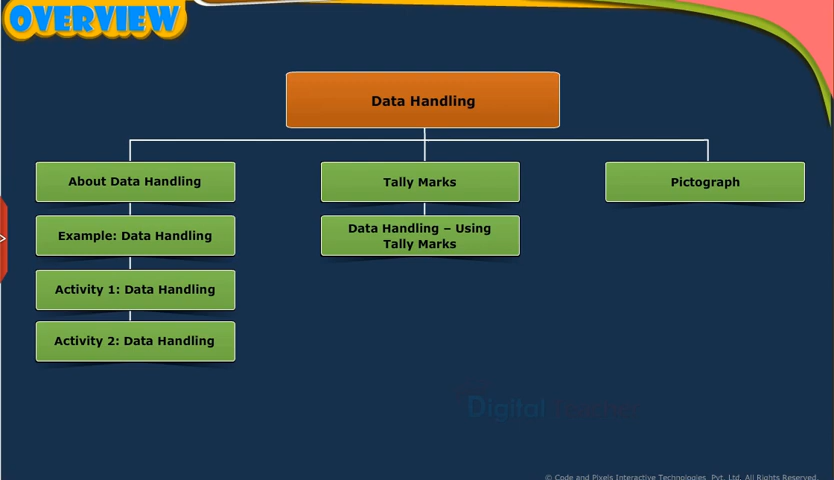 OVERVIEW
Data Handling
About Data Handling
Tally Marks
Pictograph
Example: Data Handling
Data Handling – Using
Tally Marks
Activity 1: Data Handling
Activity 2: Data Handling
Digital
© Code and Pixels Interactive Technologies Pvt. Ltd. All Rights Reserved.